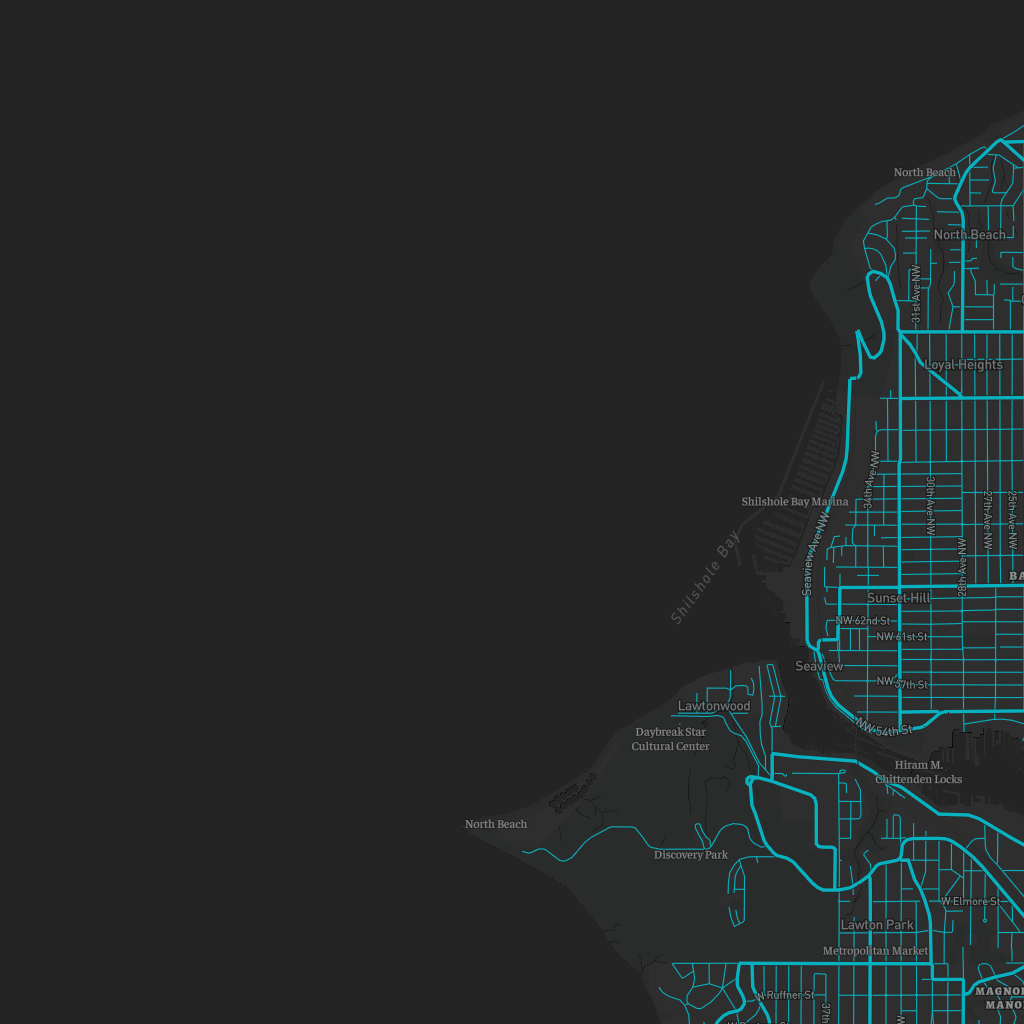 North Beach
North Beach
31st Ave NW
Loyal Heights
34th Ave NW
30th Ave NW
27th Ave NW
25th Ave NW
Shilshole Bay Marina
Seaview Ave NW
Shilshole Bay
28th Ave NW
BA
Sunset Hill
NW 62nd St
NW 61st St
Seaview
NW 57th St
Lawtonwood
NW 54th St
Daybreak Star
Cultural Center
Hiram M.
Chittenden Locks
North Beach
Discovery Park
W Elmore St
Lawton Park
Metropolitan Market
W Ruffner St
MAGNOL
MANO
37th
W